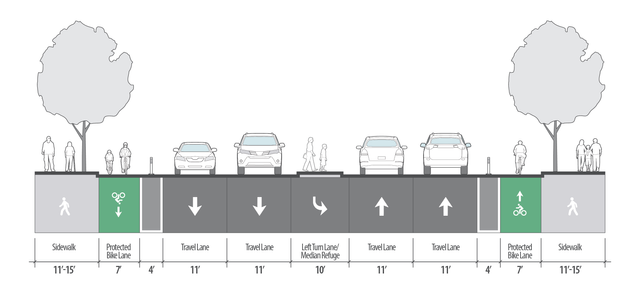 Sidewalk
Protected
Bike Lane
Travel Lane
Travel Lane
Left Turn Lane/
Median Refuge
Travel Lane
Travel Lane
Protected
Bike Lane
Sidewalk
11'-15'
7'
4'
11'
11'
10'
11'
11'
4'
7'
11'-15'